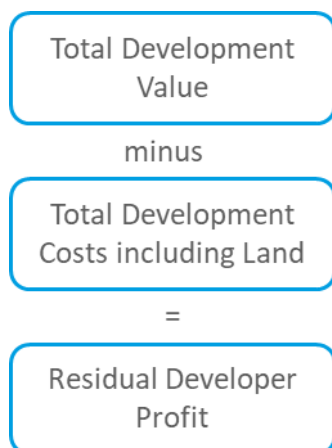 Total Development
Value
minus
Total Development
Costs including Land
=
Residual Developer
Profit